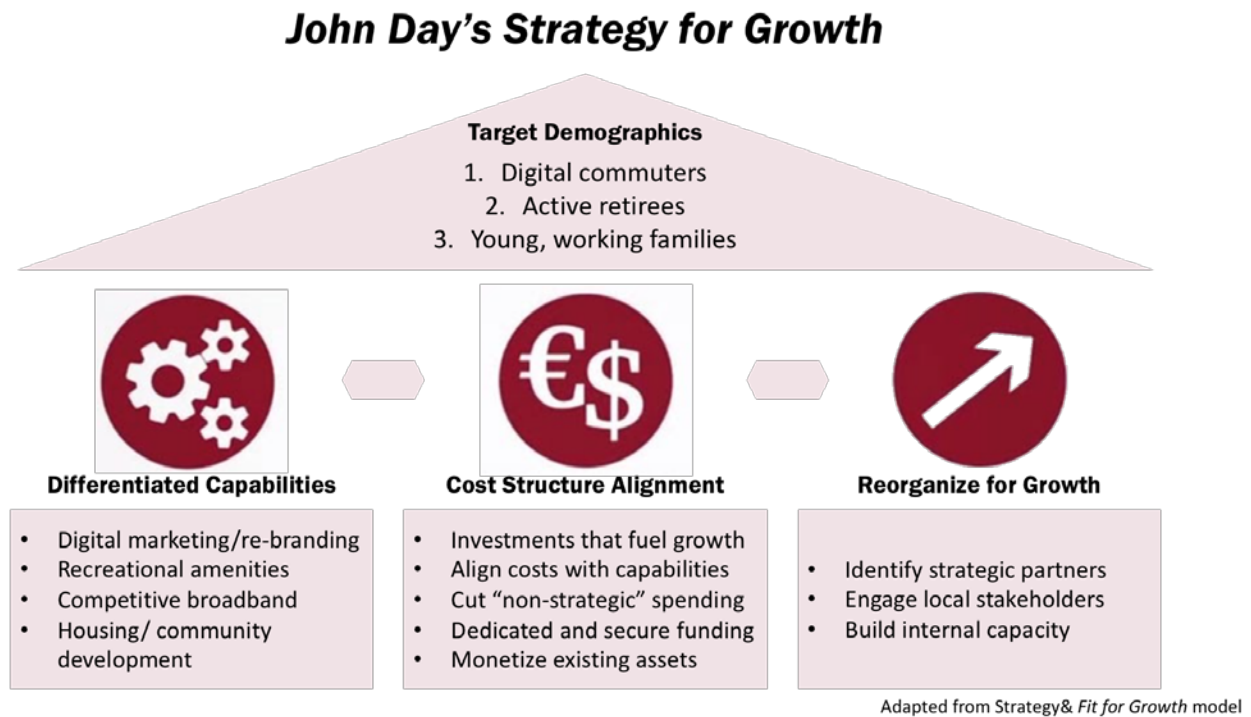 John Day's Strategy for Growth
Target Demographics
1. Digital commuters
2. Active retirees
3. Young, working families
€$
Differentiated Capabilities
• Digital marketing/re-branding
• Recreational amenities
• Competitive broadband
• Housing/ community
development
Cost Structure Alignment
• Investments that fuel growth
• Align costs with capabilities
• Cut “non-strategic” spending
• Dedicated and secure funding
• Monetize existing assets
Reorganize for Growth
• Identify strategic partners
• Engage local stakeholders
• Build internal capacity
Adapted from Strategy& Fit for Growth model